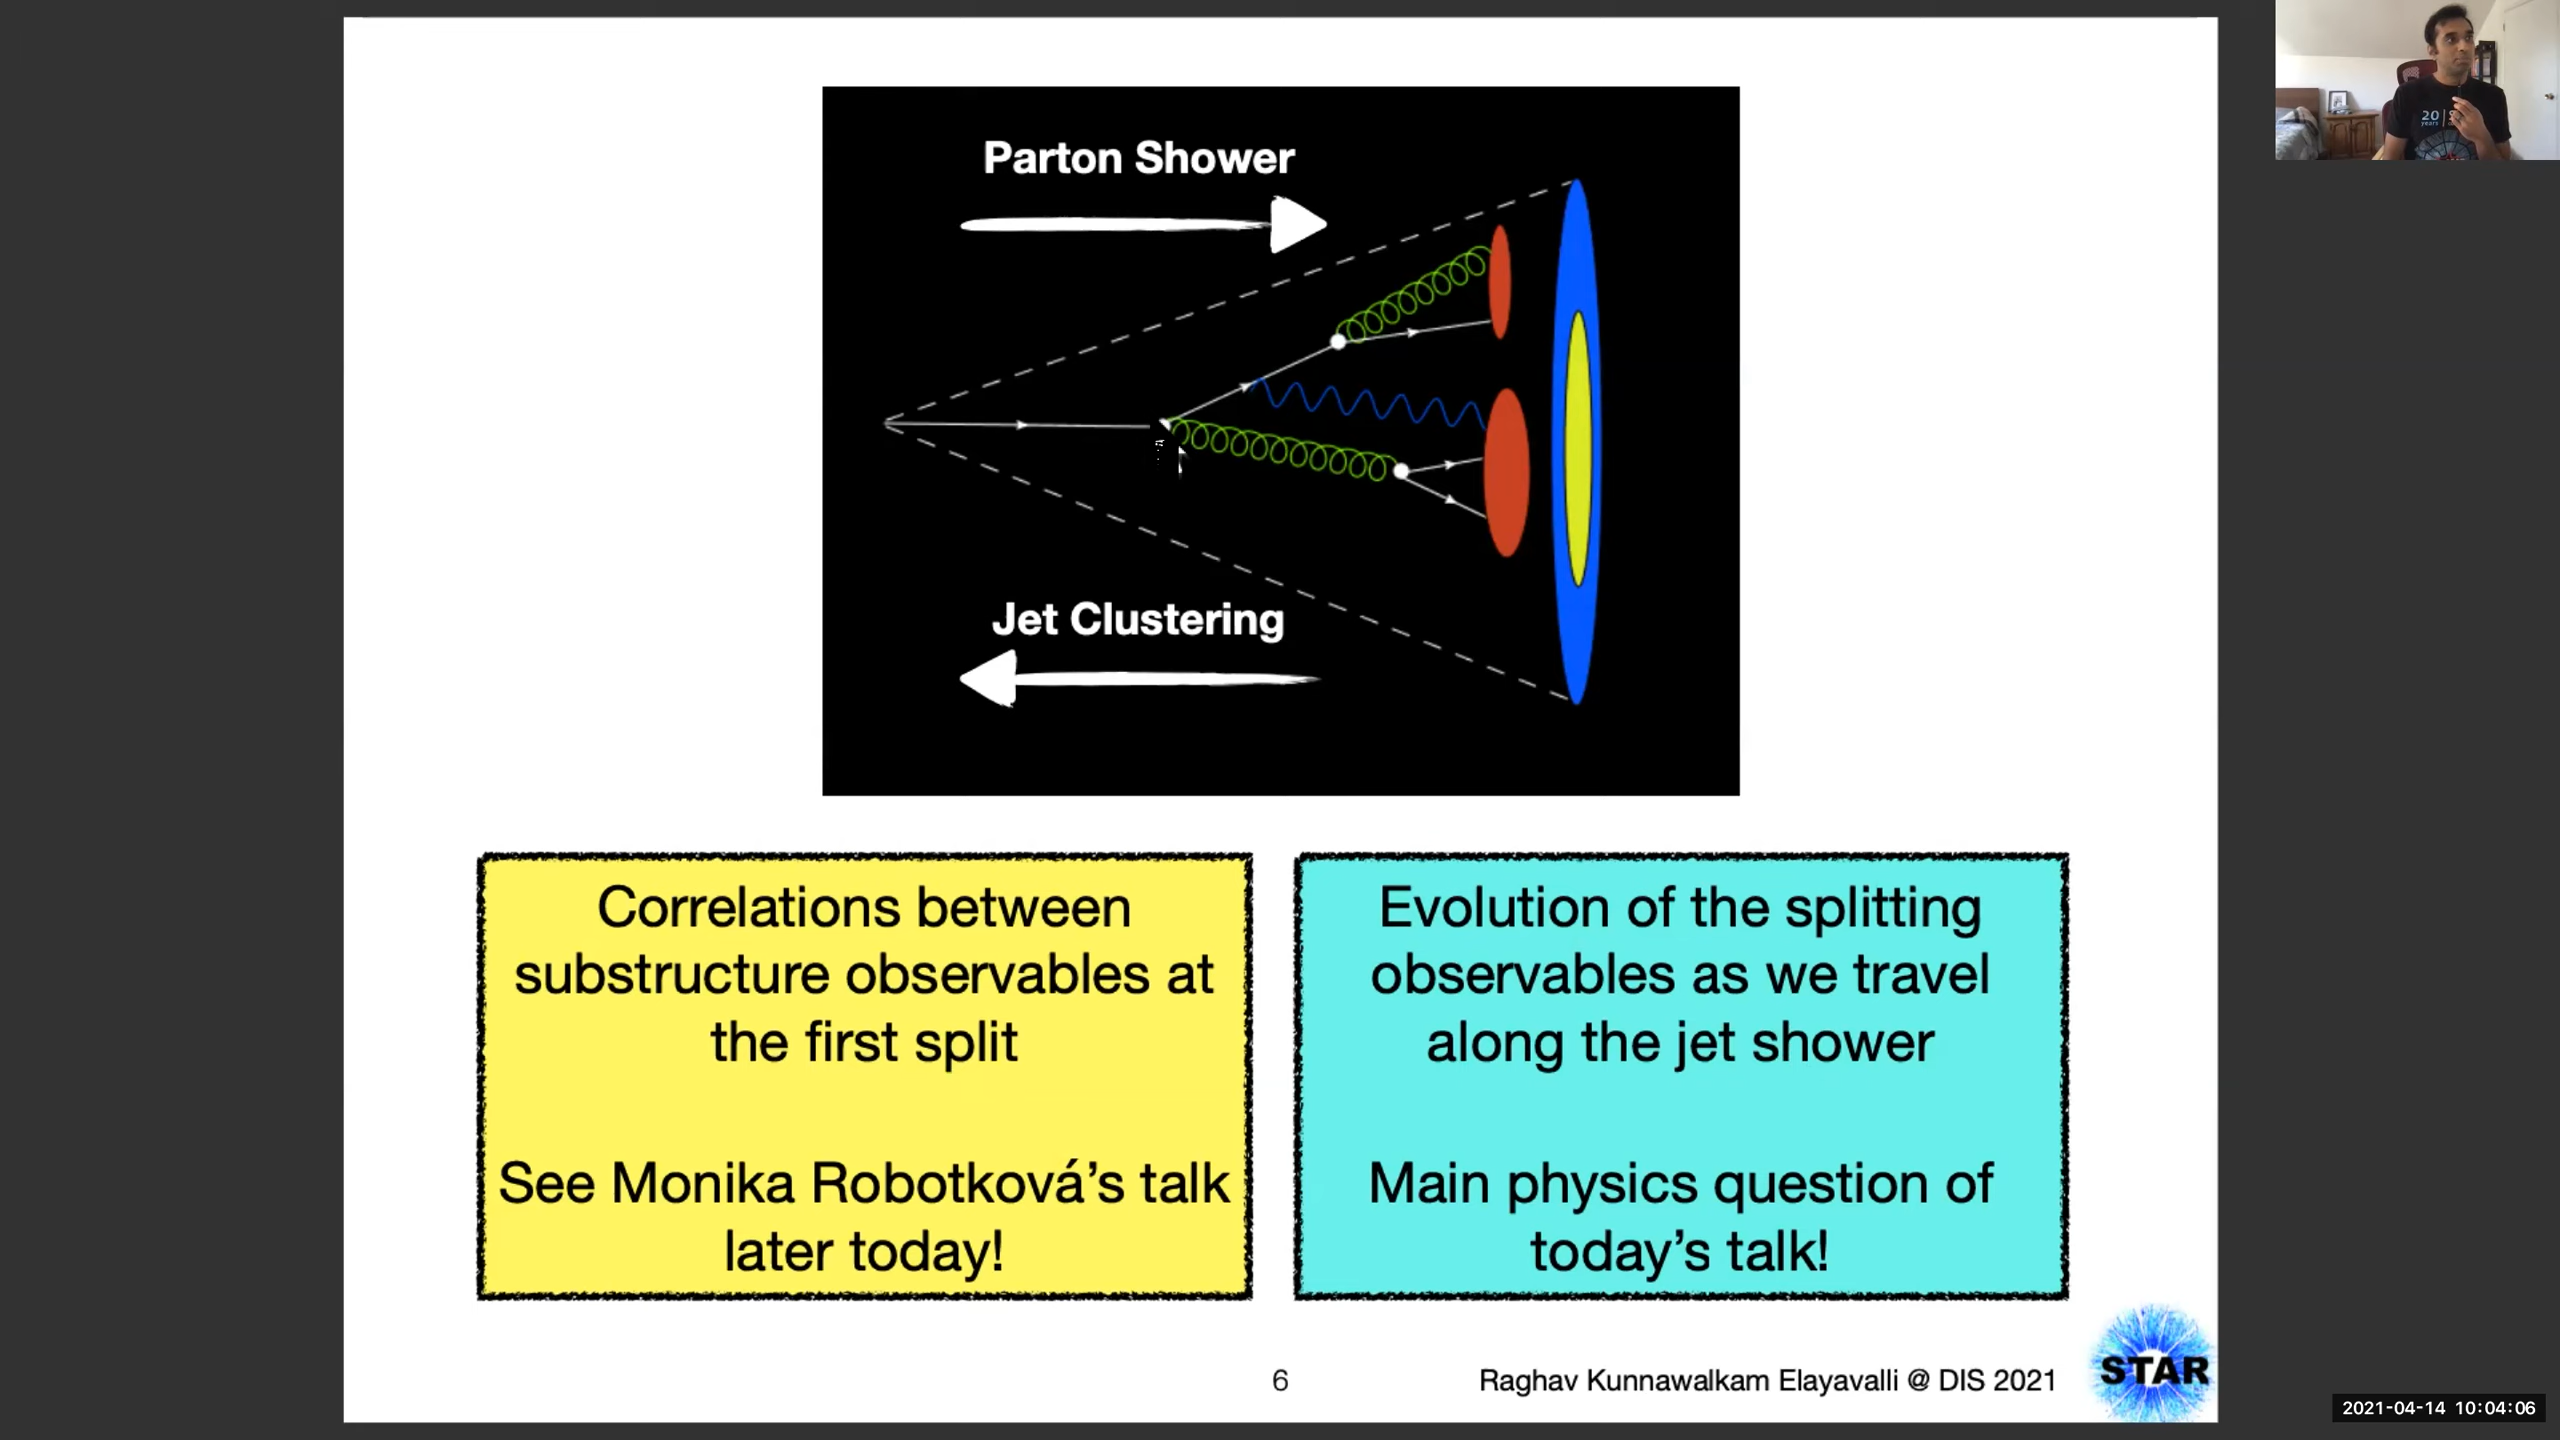 Parton Shower
Jet Clustering
Correlations between
substructure observables at
the first split
See Monika Robotková’s talk
later today!
Evolution of the splitting
observables as we travel
along the jet shower
Main physics question of
today’s talk!
6
Raghav Kunnawalkam Elayavalli @ DIS 2021
STAR
2021-04-14 10:04:06
20
years